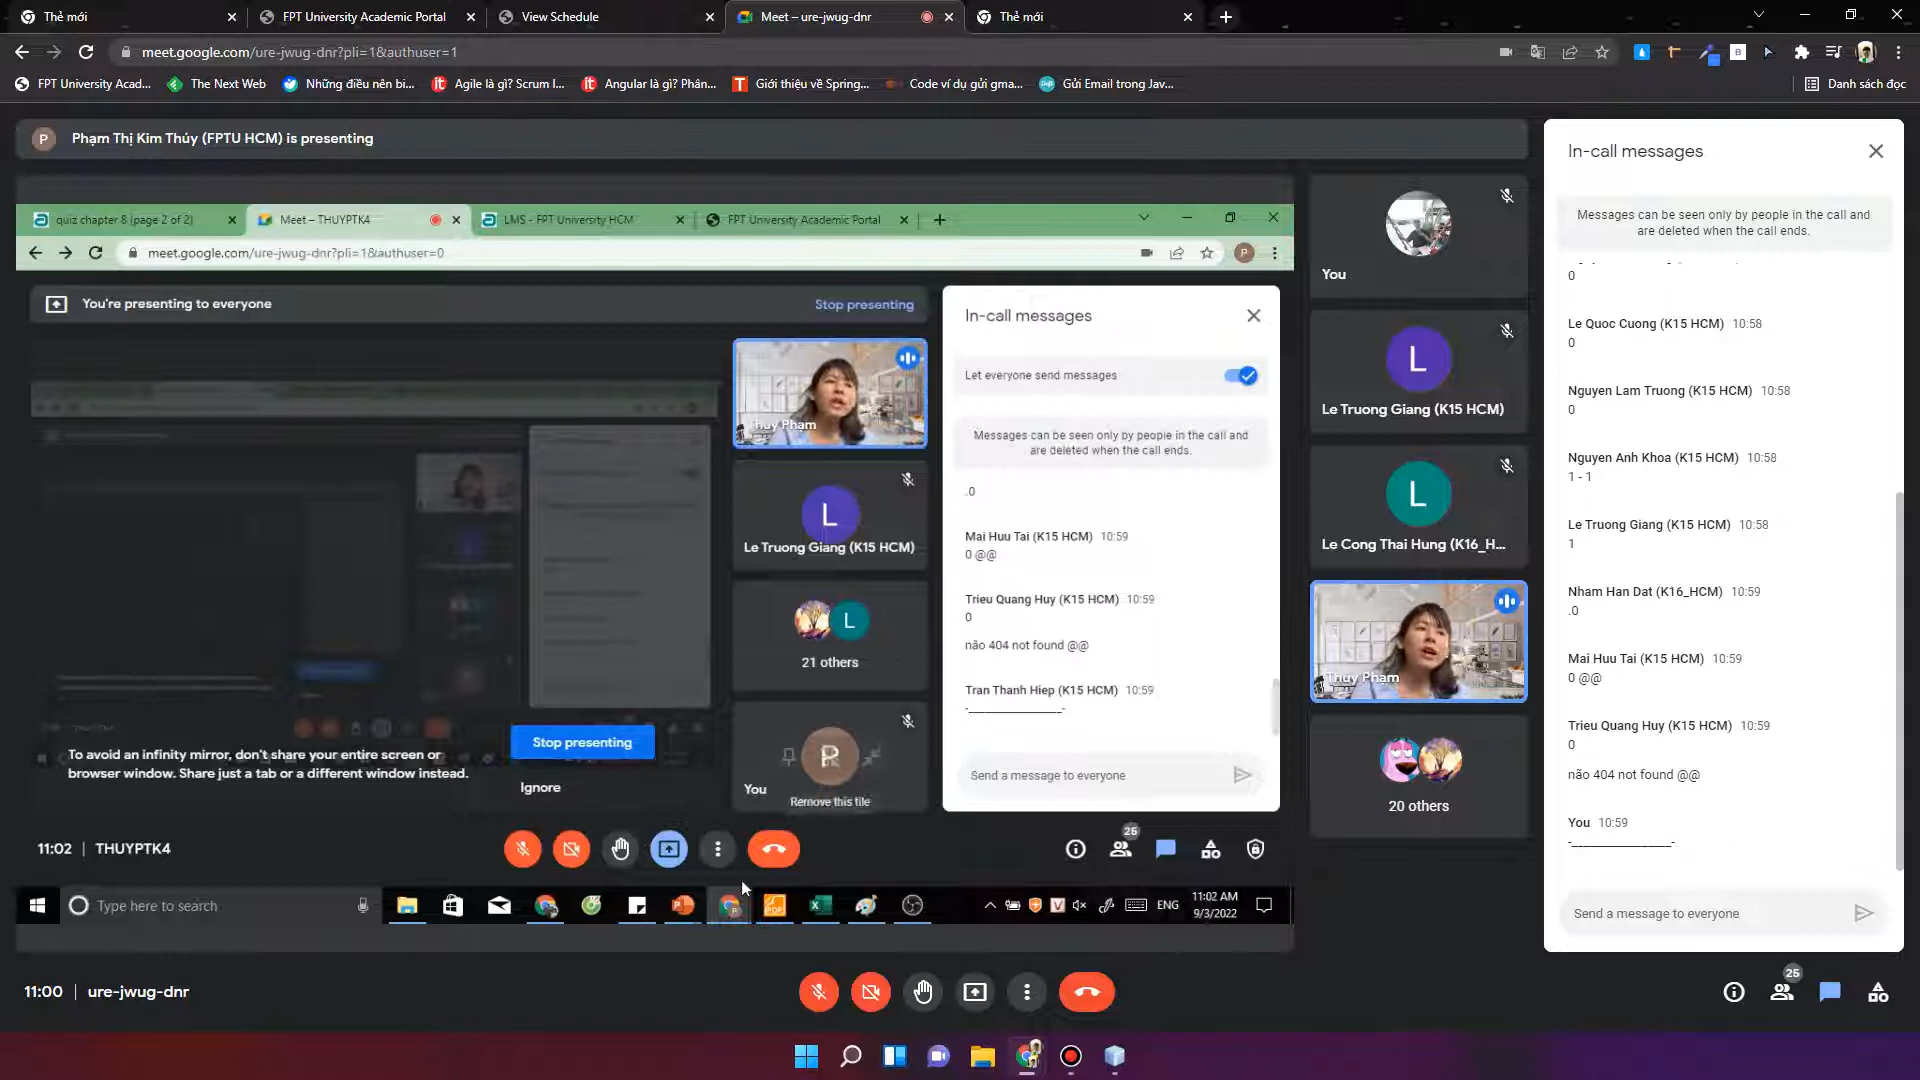 Thẻ mới
FPT University Academic Portal
View Schedule
Meet – ure-jwug-dnr
Thẻ mới
meet.google.com/ure-jwug-dnr?pli=1&authuser=1
FPT University Acad...
The Next Web
Những điều nên bi...
Agile là gì? Scrum l...
Angular là gì? Phân...
Giới thiệu về Spring...
Code ví dụ gửi gma...
Gửi Email trong Jav...
Danh sách đọc
P
Phạm Thị Kim Thúy (FPTU HCM) is presenting
quiz chapter 8 (page 2 of 2)
Meet – THUYPTK4
LMS - FPT University HCM
FPT University Academic Portal
meet.google.com/ure-jwug-dnr?pli=1&authuser=0
P
You're presenting to everyone
Stop presenting
Thuy Phạm
L
Le Truong Giang (K15 HCM)
L
21 others
You
Remove this tile
To avoid an infinity mirror, don't share your entire screen or
browser window. Share just a tab or a different window instead.
Stop presenting
Ignore
In-call messages
Let everyone send messages
Messages can be seen only by people in the call and
are deleted when the call ends.
.0
Mai Huu Tai (K15 HCM) 10:59
0 @@
Trieu Quang Huy (K15 HCM) 10:59
0
não 404 not found @@
Tran Thanh Hiep (K15 HCM) 10:59
-_______________-
Send a message to everyone
11:02 | THUYPTK4
25
Type here to search
ENG
11:02 AM
9/3/2022
You
L
Le Truong Giang (K15 HCM)
L
Le Cong Thai Hung (K16_H...
Thuy Phạm
20 others
In-call messages
Messages can be seen only by people in the call and
are deleted when the call ends.
0
Le Quoc Cuong (K15 HCM) 10:58
0
Nguyen Lam Truong (K15 HCM) 10:58
0
Nguyen Anh Khoa (K15 HCM) 10:58
1 - 1
Le Truong Giang (K15 HCM) 10:58
1
Nham Han Dat (K16_HCM) 10:59
.0
Mai Huu Tai (K15 HCM) 10:59
0 @@
Trieu Quang Huy (K15 HCM) 10:59
0
não 404 not found @@
You 10:59
-_______________-
Send a message to everyone
11:00 | ure-jwug-dnr
25